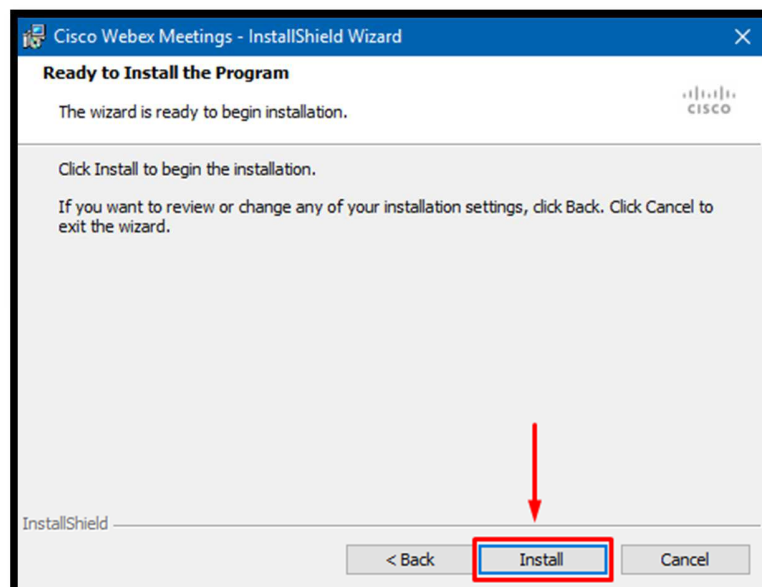 Cisco Webex Meetings - InstallShield Wizard
Ready to Install the Program
The wizard is ready to begin installation.
CISCO
Click Install to begin the installation.
If you want to review or change any of your installation settings, click Back. Click Cancel to
exit the wizard.
InstallShield
< Back Install Cancel